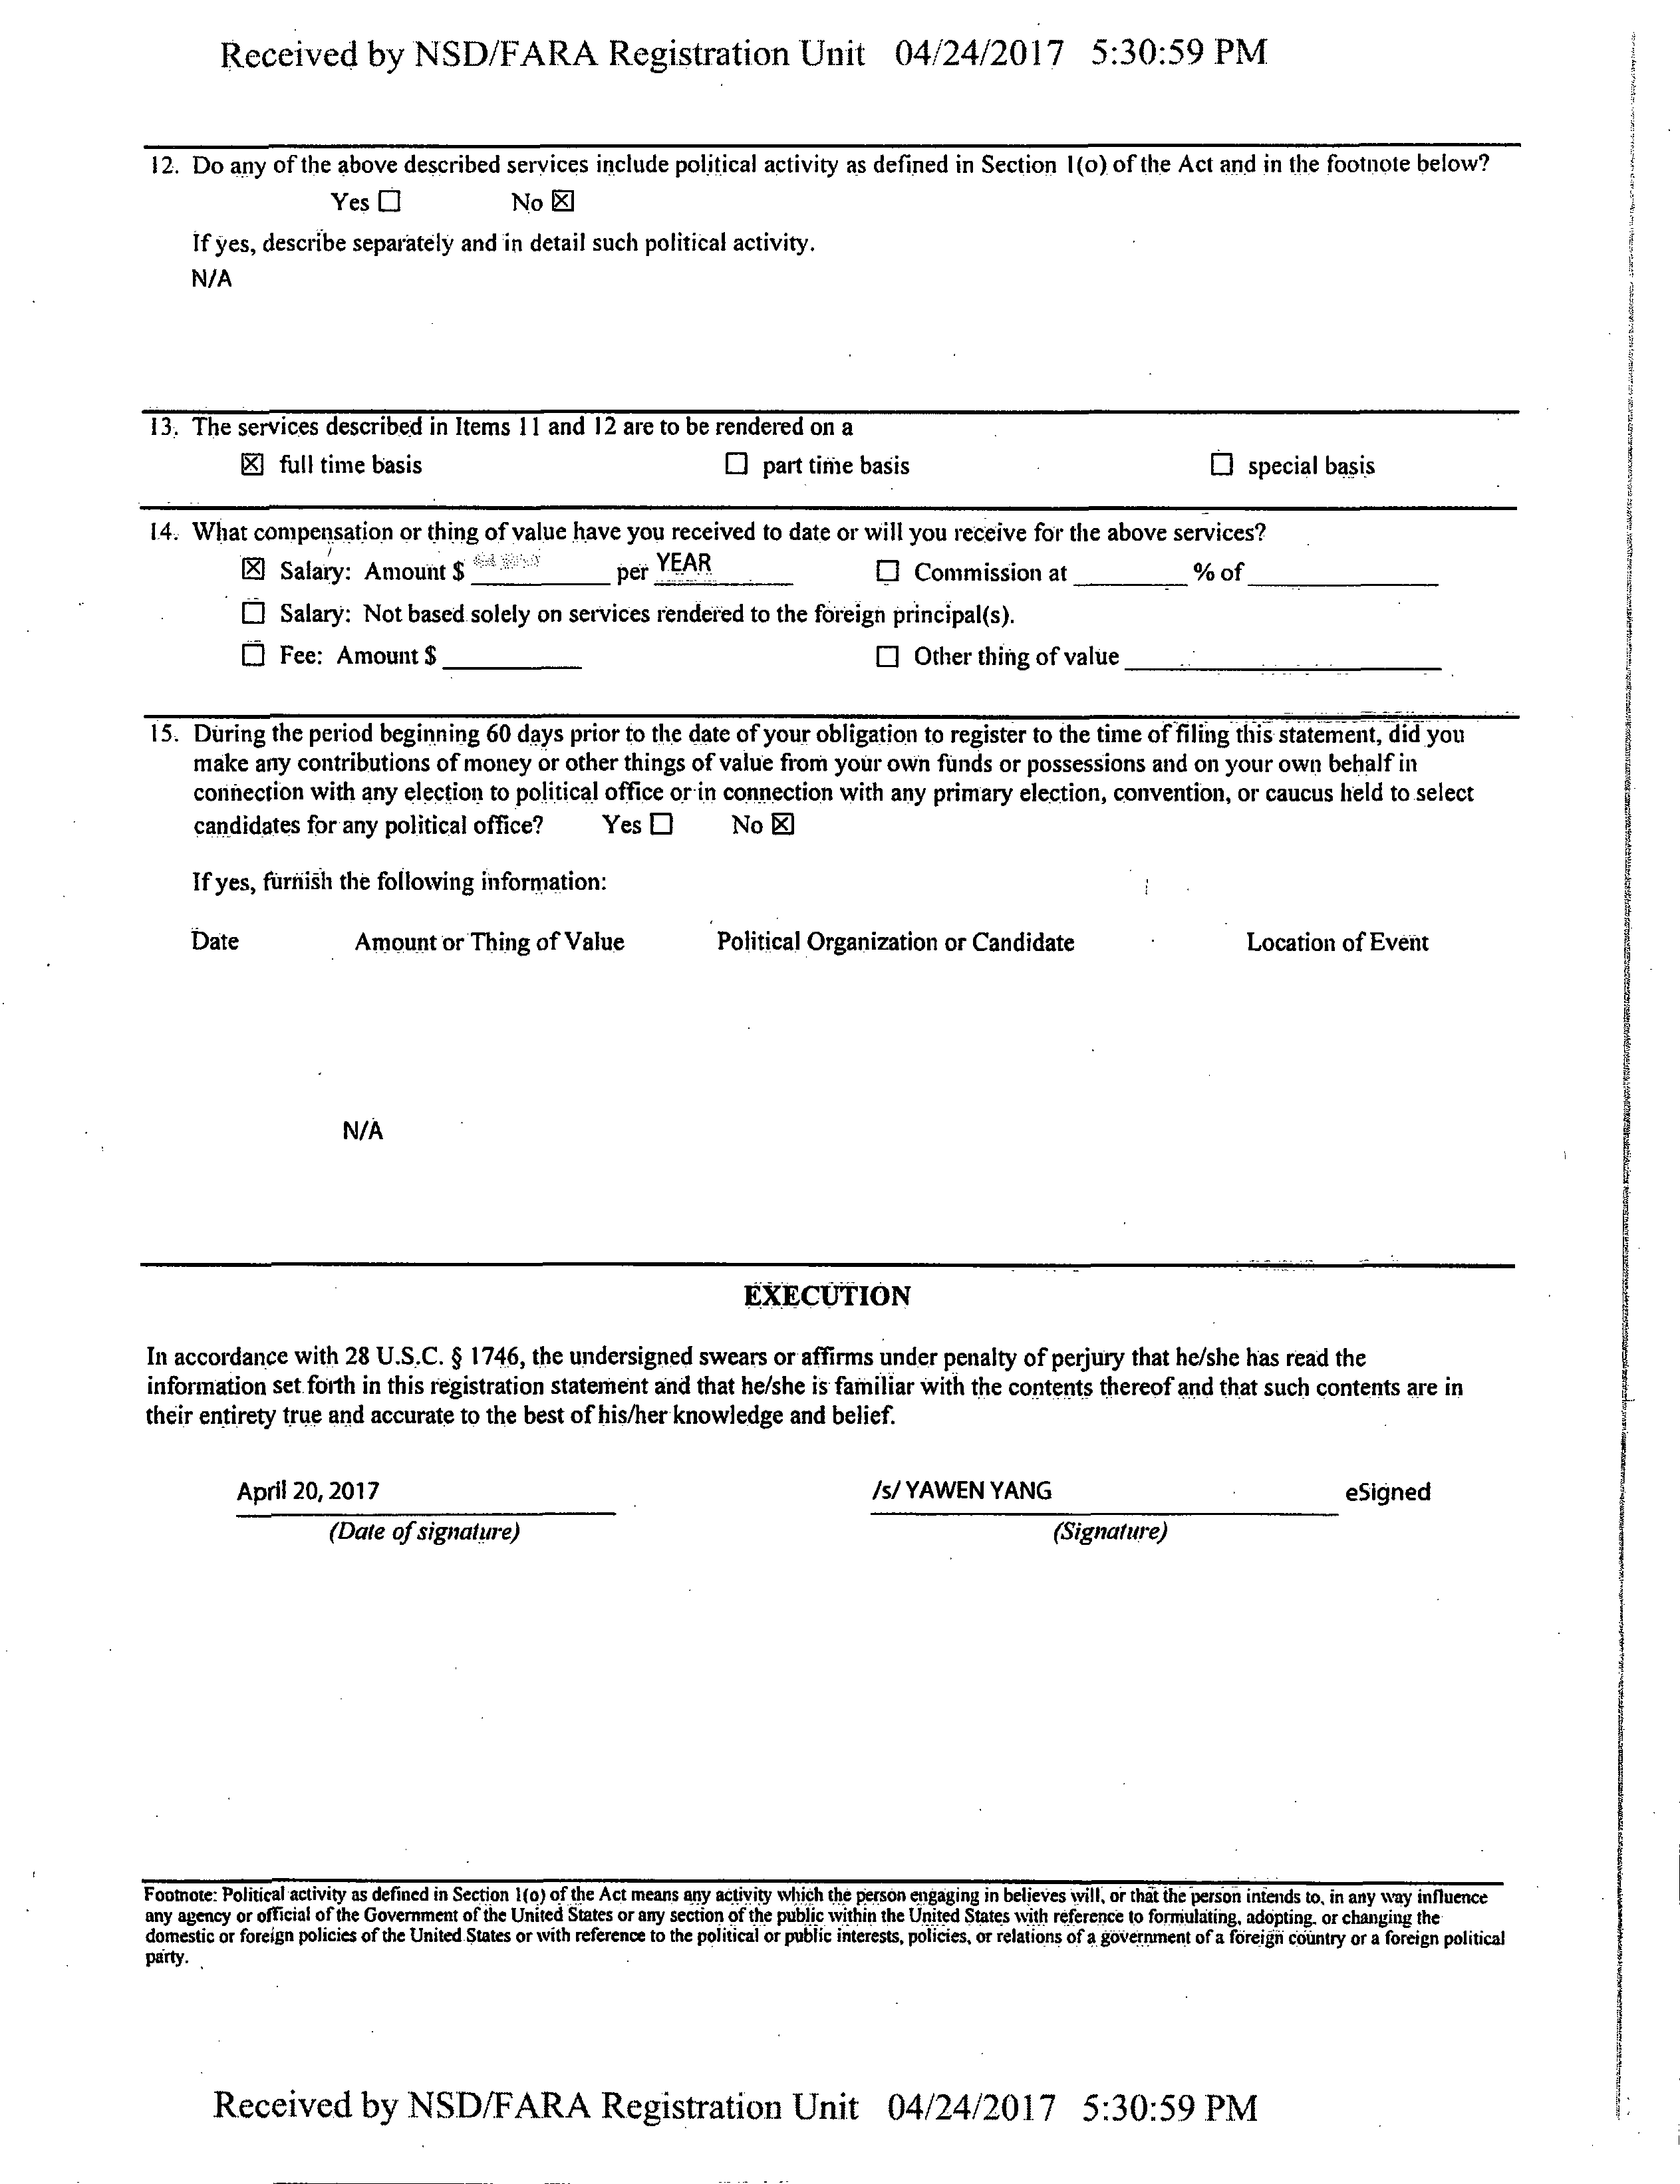 Received by NSD/FARA Registration Unit 04/24/2017 5:30:59 PM
12. Do any of the above described services include political activity as defined in Section 1(o) of the Act and in the footnote below?
Yes ☐ No ☒
If yes, describe separately and in detail such political activity.
N/A
13. The services described in Items 11 and 12 are to be rendered on a
☒ full time basis ☐ part time basis ☐ special basis
14. What compensation or thing of value have you received to date or will you receive for the above services?
☒ Salary: Amount $ per YEAR ☐ Commission at % of
☐ Salary: Not based solely on services rendered to the foreign principal(s).
☐ Fee: Amount $ ☐ Other thing of value
15. During the period beginning 60 days prior to the date of your obligation to register to the time of filing this statement, did you
make any contributions of money or other things of value from your own funds or possessions and on your own behalf in
connection with any election to political office or in connection with any primary election, convention, or caucus held to select
candidates for any political office? Yes ☐ No ☒
If yes, furnish the following information:
Date Amount or Thing of Value Political Organization or Candidate Location of Event
N/A
EXECUTION
In accordance with 28 U.S.C. § 1746, the undersigned swears or affirms under penalty of perjury that he/she has read the
information set forth in this registration statement and that he/she is familiar with the contents thereof and that such contents are in
their entirety true and accurate to the best of his/her knowledge and belief.
April 20, 2017 /s/ YAWEN YANG eSigned
(Date of signature) (Signature)
Footnote: Political activity as defined in Section 1(o) of the Act means any activity which the person engaging in believes will, or that the person intends to, in any way influence
any agency or official of the Government of the United States or any section of the public within the United States with reference to formulating, adopting, or changing the
domestic or foreign policies of the United States or with reference to the political or public interests, policies, or relations of a government of a foreign country or a foreign political
party.
Received by NSD/FARA Registration Unit 04/24/2017 5:30:59 PM